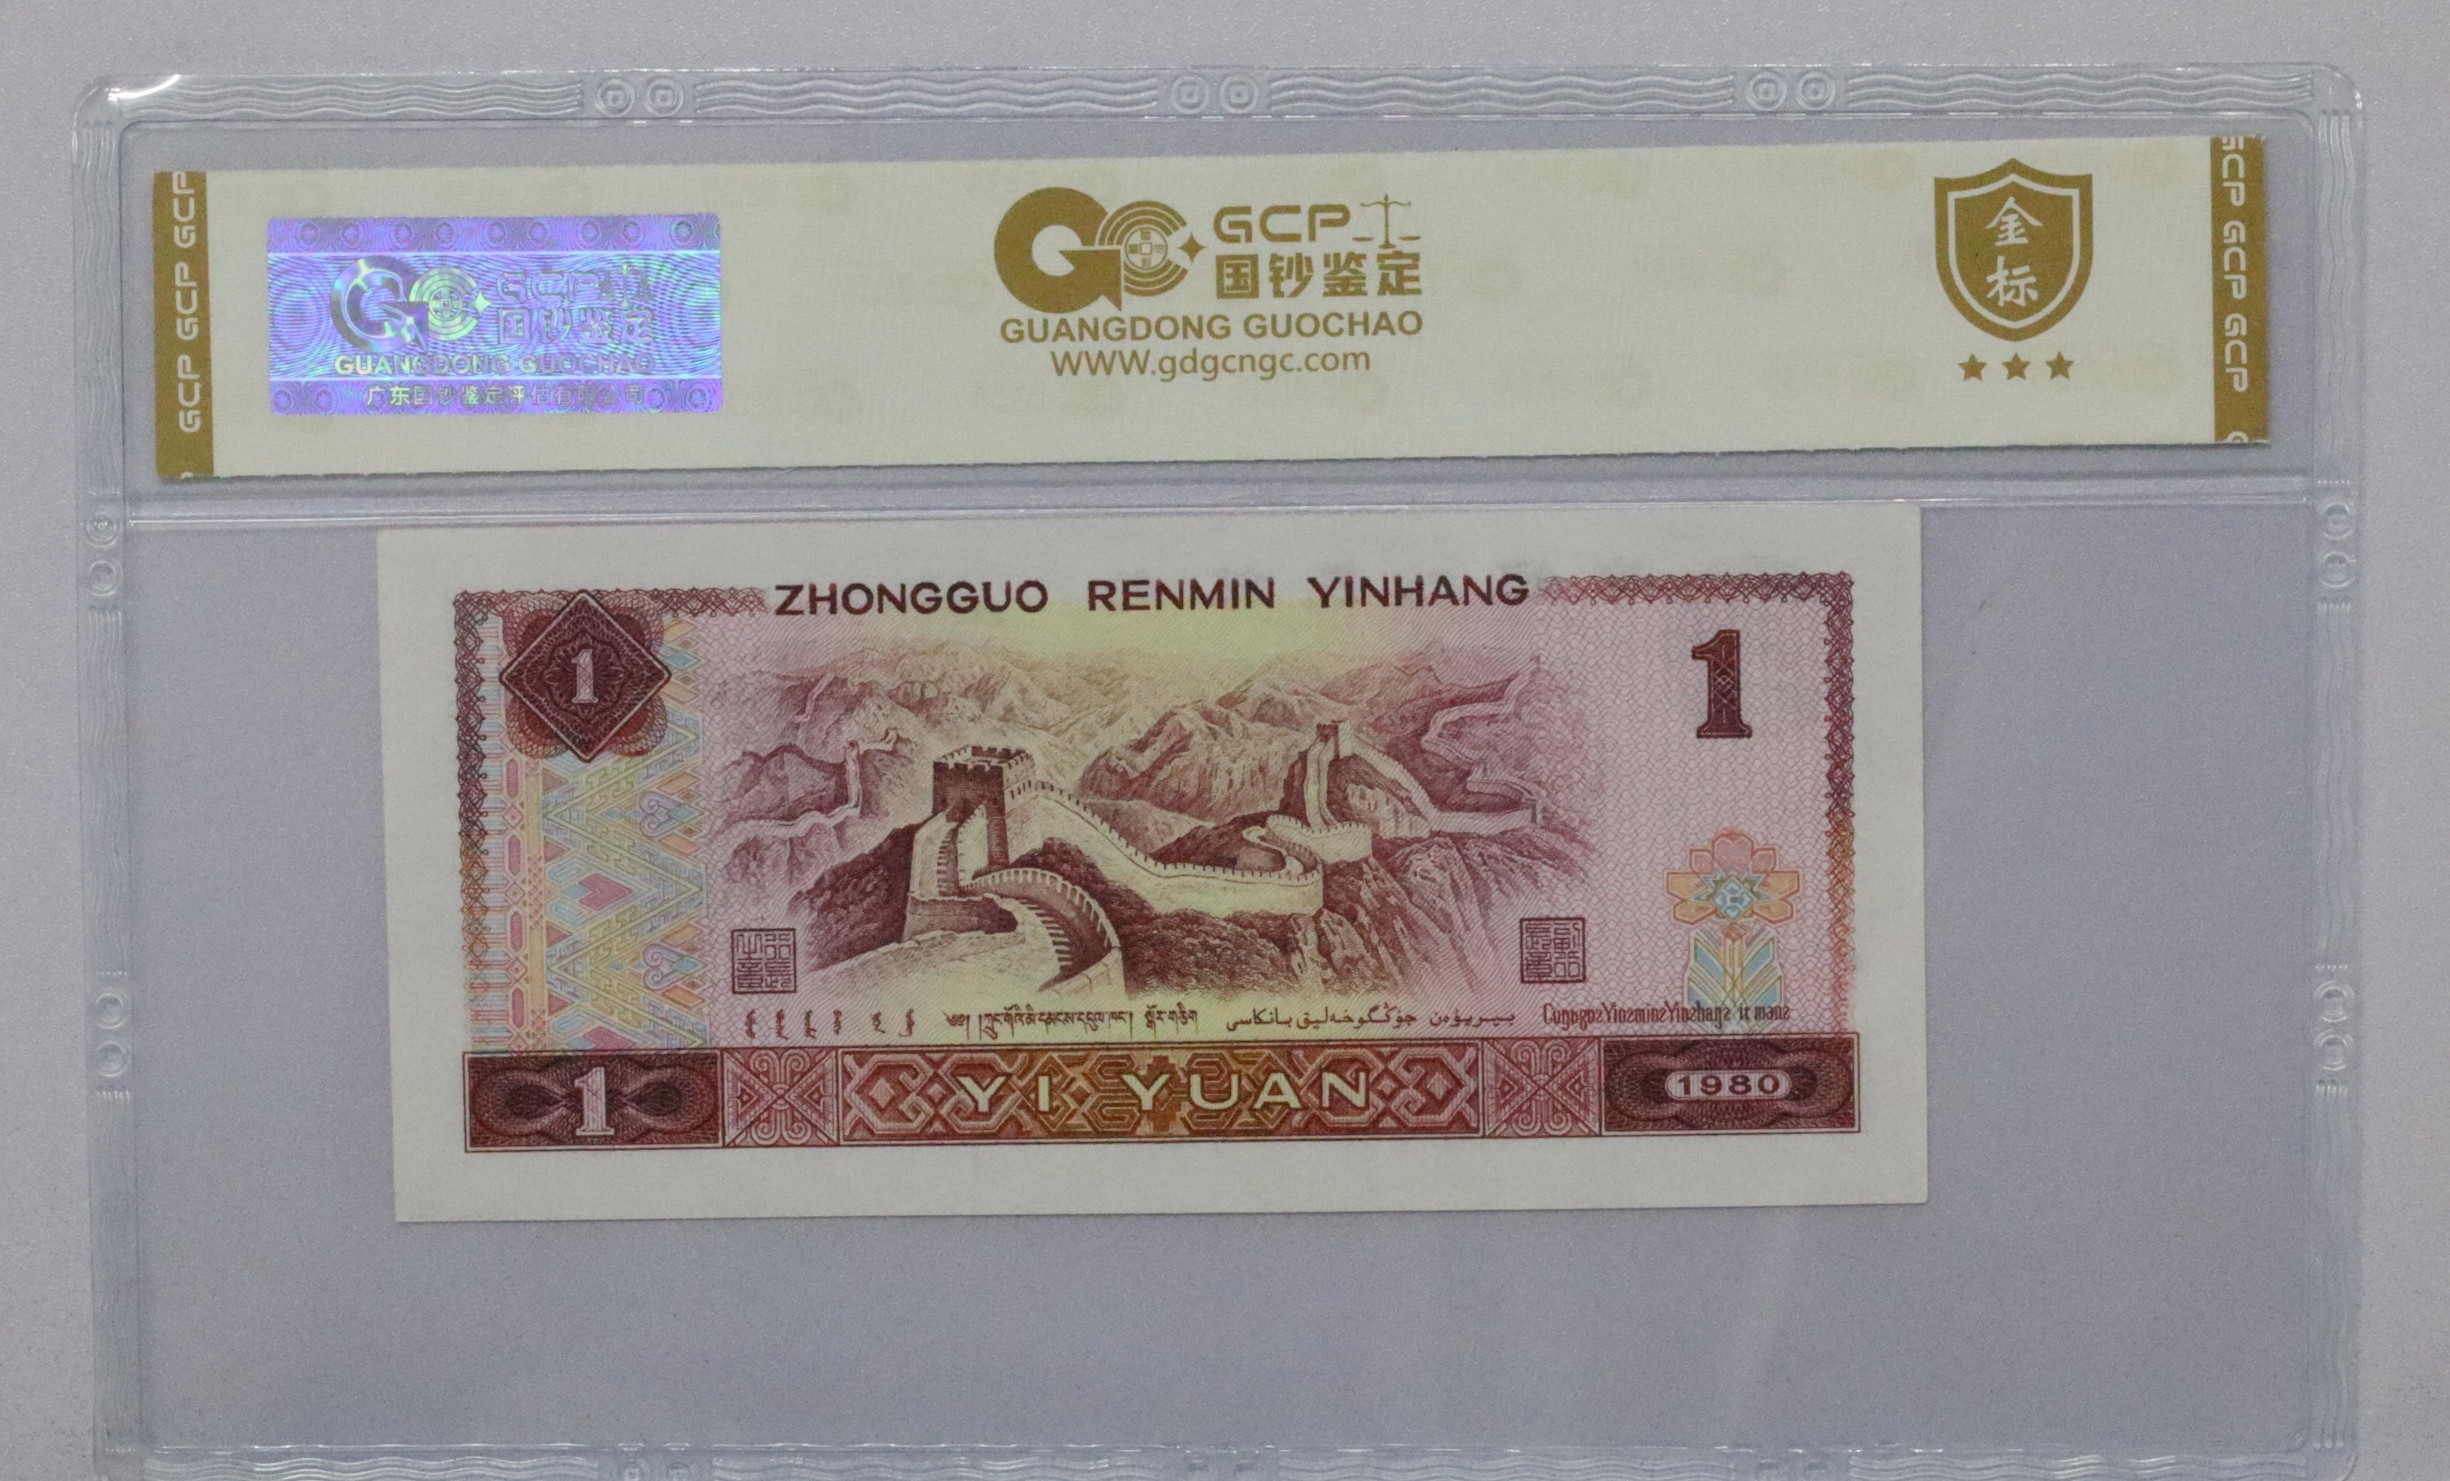 GCP GCP GCP
GCP 国钞鉴定
GUANGDONG GUOCHAO
广东国钞鉴定评估有限公司
GCP
国钞鉴定
GUANGDONG GUOCHAO
WWW.gdgcngc.com
金标
GCP GCP GCP
ZHONGGUO RENMIN YINHANG
1
1
1
YI YUAN
1980